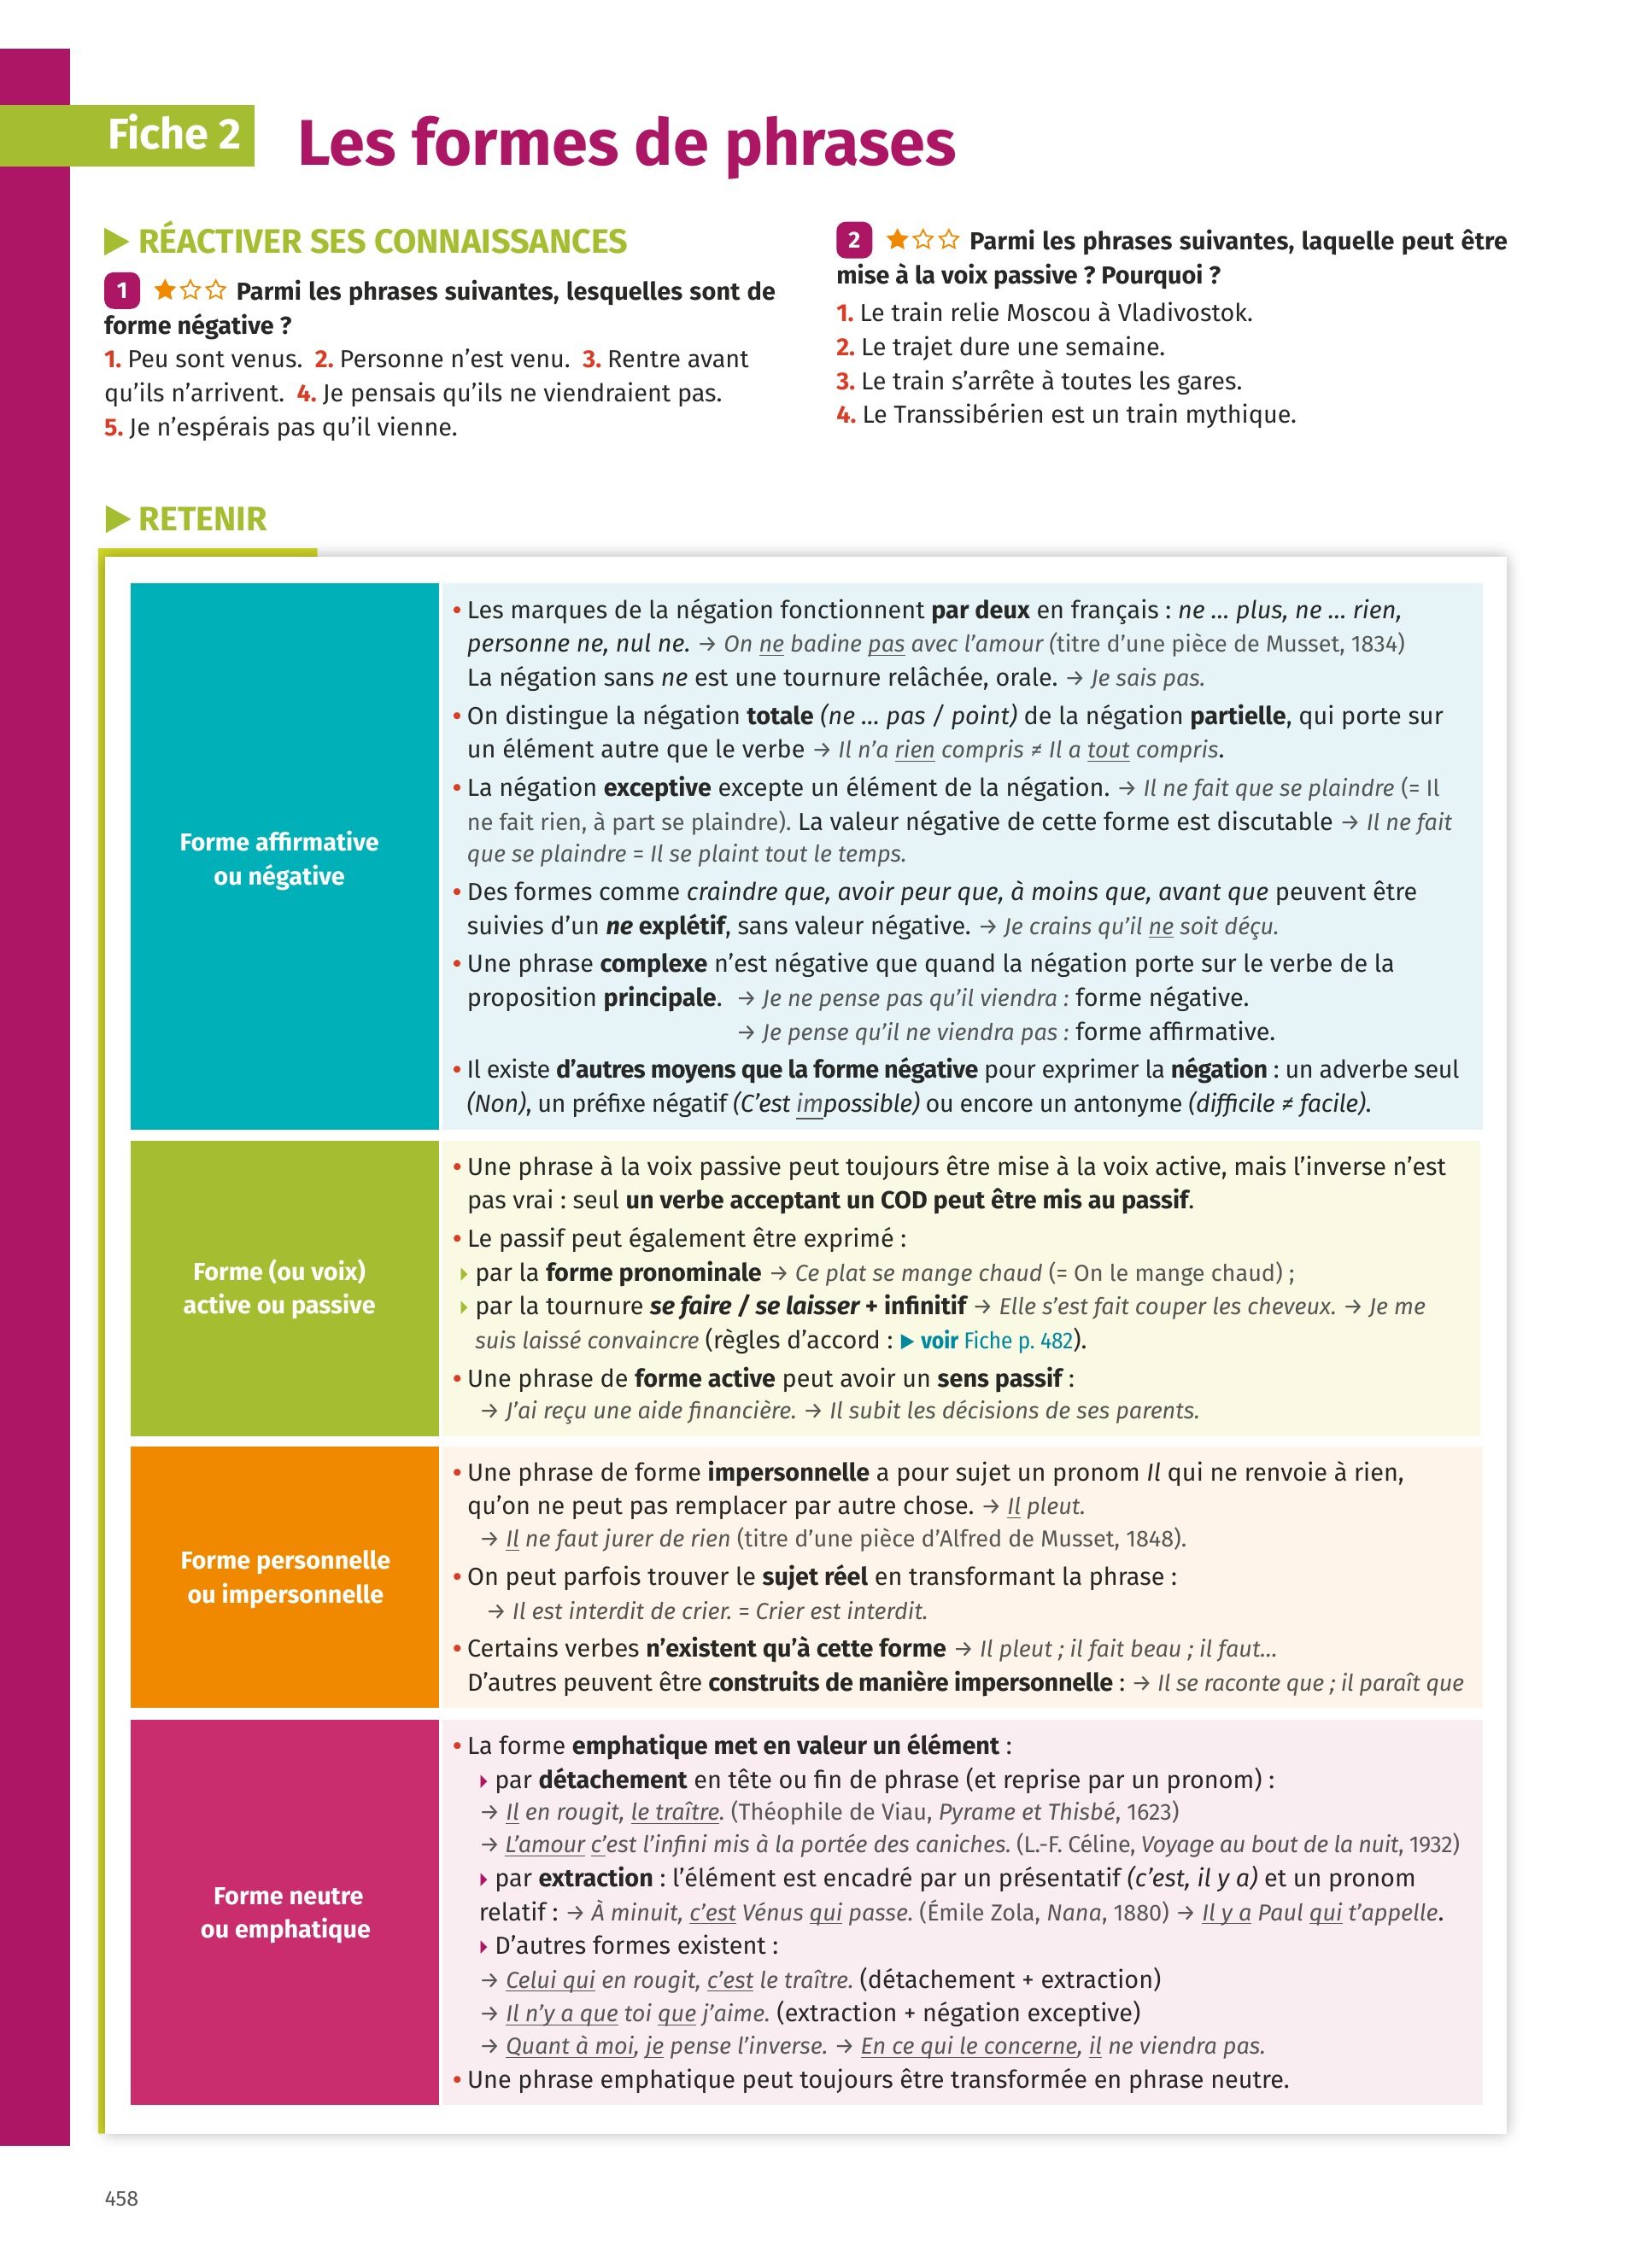 Fiche 2
Les formes de phrases
▶ RÉACTIVER SES CONNAISSANCES
1 ★☆☆ Parmi les phrases suivantes, lesquelles sont de
forme négative ?
1. Peu sont venus. 2. Personne n’est venu. 3. Rentre avant
qu’ils n’arrivent. 4. Je pensais qu’ils ne viendraient pas.
5. Je n’espérais pas qu’il vienne.
2 ★☆☆ Parmi les phrases suivantes, laquelle peut être
mise à la voix passive ? Pourquoi ?
1. Le train relie Moscou à Vladivostok.
2. Le trajet dure une semaine.
3. Le train s’arrête à toutes les gares.
4. Le Transsibérien est un train mythique.
▶ RETENIR
Forme affirmative
ou négative
• Les marques de la négation fonctionnent par deux en français : ne ... plus, ne ... rien,
personne ne, nul ne. → On ne badine pas avec l’amour (titre d’une pièce de Musset, 1834)
La négation sans ne est une tournure relâchée, orale. → Je sais pas.
• On distingue la négation totale (ne ... pas / point) de la négation partielle, qui porte sur
un élément autre que le verbe → Il n’a rien compris ≠ Il a tout compris.
• La négation exceptive excepte un élément de la négation. → Il ne fait que se plaindre (= Il
ne fait rien, à part se plaindre). La valeur négative de cette forme est discutable → Il ne fait
que se plaindre = Il se plaint tout le temps.
• Des formes comme craindre que, avoir peur que, à moins que, avant que peuvent être
suivies d’un ne explétif, sans valeur négative. → Je crains qu’il ne soit déçu.
• Une phrase complexe n’est négative que quand la négation porte sur le verbe de la
proposition principale. → Je ne pense pas qu’il viendra : forme négative.
→ Je pense qu’il ne viendra pas : forme affirmative.
• Il existe d’autres moyens que la forme négative pour exprimer la négation : un adverbe seul
(Non), un préfixe négatif (C’est impossible) ou encore un antonyme (difficile ≠ facile).
Forme (ou voix)
active ou passive
• Une phrase à la voix passive peut toujours être mise à la voix active, mais l’inverse n’est
pas vrai : seul un verbe acceptant un COD peut être mis au passif.
• Le passif peut également être exprimé :
▸ par la forme pronominale → Ce plat se mange chaud (= On le mange chaud) ;
▸ par la tournure se faire / se laisser + infinitif → Elle s’est fait couper les cheveux. → Je me
suis laissé convaincre (règles d’accord : ▶ voir Fiche p. 482).
• Une phrase de forme active peut avoir un sens passif :
→ J’ai reçu une aide financière. → Il subit les décisions de ses parents.
Forme personnelle
ou impersonnelle
• Une phrase de forme impersonnelle a pour sujet un pronom Il qui ne renvoie à rien,
qu’on ne peut pas remplacer par autre chose. → Il pleut.
→ Il ne faut jurer de rien (titre d’une pièce d’Alfred de Musset, 1848).
• On peut parfois trouver le sujet réel en transformant la phrase :
→ Il est interdit de crier. = Crier est interdit.
• Certains verbes n’existent qu’à cette forme → Il pleut ; il fait beau ; il faut...
D’autres peuvent être construits de manière impersonnelle : → Il se raconte que ; il paraît que
Forme neutre
ou emphatique
• La forme emphatique met en valeur un élément :
▸ par détachement en tête ou fin de phrase (et reprise par un pronom) :
→ Il en rougit, le traître. (Théophile de Viau, Pyrame et Thisbé, 1623)
→ L’amour c’est l’infini mis à la portée des caniches. (L.-F. Céline, Voyage au bout de la nuit, 1932)
▸ par extraction : l’élément est encadré par un présentatif (c’est, il y a) et un pronom
relatif : → À minuit, c’est Vénus qui passe. (Émile Zola, Nana, 1880) → Il y a Paul qui t’appelle.
▸ D’autres formes existent :
→ Celui qui en rougit, c’est le traître. (détachement + extraction)
→ Il n’y a que toi que j’aime. (extraction + négation exceptive)
→ Quant à moi, je pense l’inverse. → En ce qui le concerne, il ne viendra pas.
• Une phrase emphatique peut toujours être transformée en phrase neutre.
458